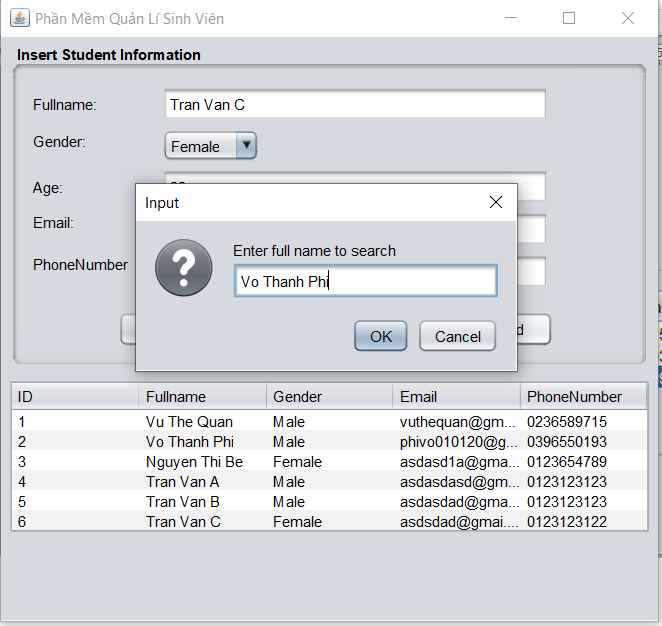 Phần Mềm Quản Lí Sinh Viên
Insert Student Information
Fullname: Tran Van C
Gender: Female
Age:
Input
Email:
Enter full name to search
PhoneNumber
Vo Thanh Phi
OK Cancel
ID Fullname Gender Email PhoneNumber
1 Vu The Quan Male vuthequan@gm... 0236589715
2 Vo Thanh Phi Male phivo010120@g... 0396550193
3 Nguyen Thi Be Female asdasd1a@gma... 0123654789
4 Tran Van A Male asdasdasd@gm... 0123123123
5 Tran Van B Male asdasdad@gma... 0123123123
6 Tran Van C Female asdsdad@gmai.... 0123123122